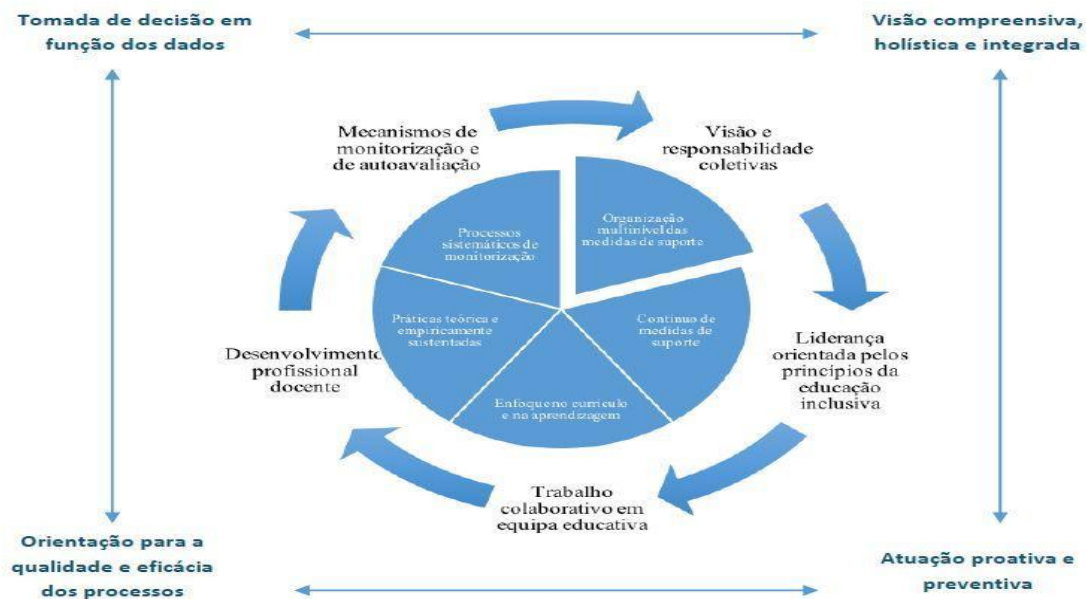 Tomada de decisão em
função dos dados
Visão compreensiva,
holística e integrada
Mecanismos de
monitorização e
de autoavaliação
Visão e
responsabilidade
coletivas
Processos
sistemáticos de
monitorização
Organização
multinível das
medidas de suporte
Práticas teórica e
empiricamente
sustentadas
Contínuo de
medidas de
suporte
Enfoque no currículo
e na aprendizagem
Desenvolvimento
profissional
docente
Liderança
orientada pelos
princípios da
educação
inclusiva
Trabalho
colaborativo em
equipa educativa
Orientação para a
qualidade e eficácia
dos processos
Atuação proativa e
preventiva